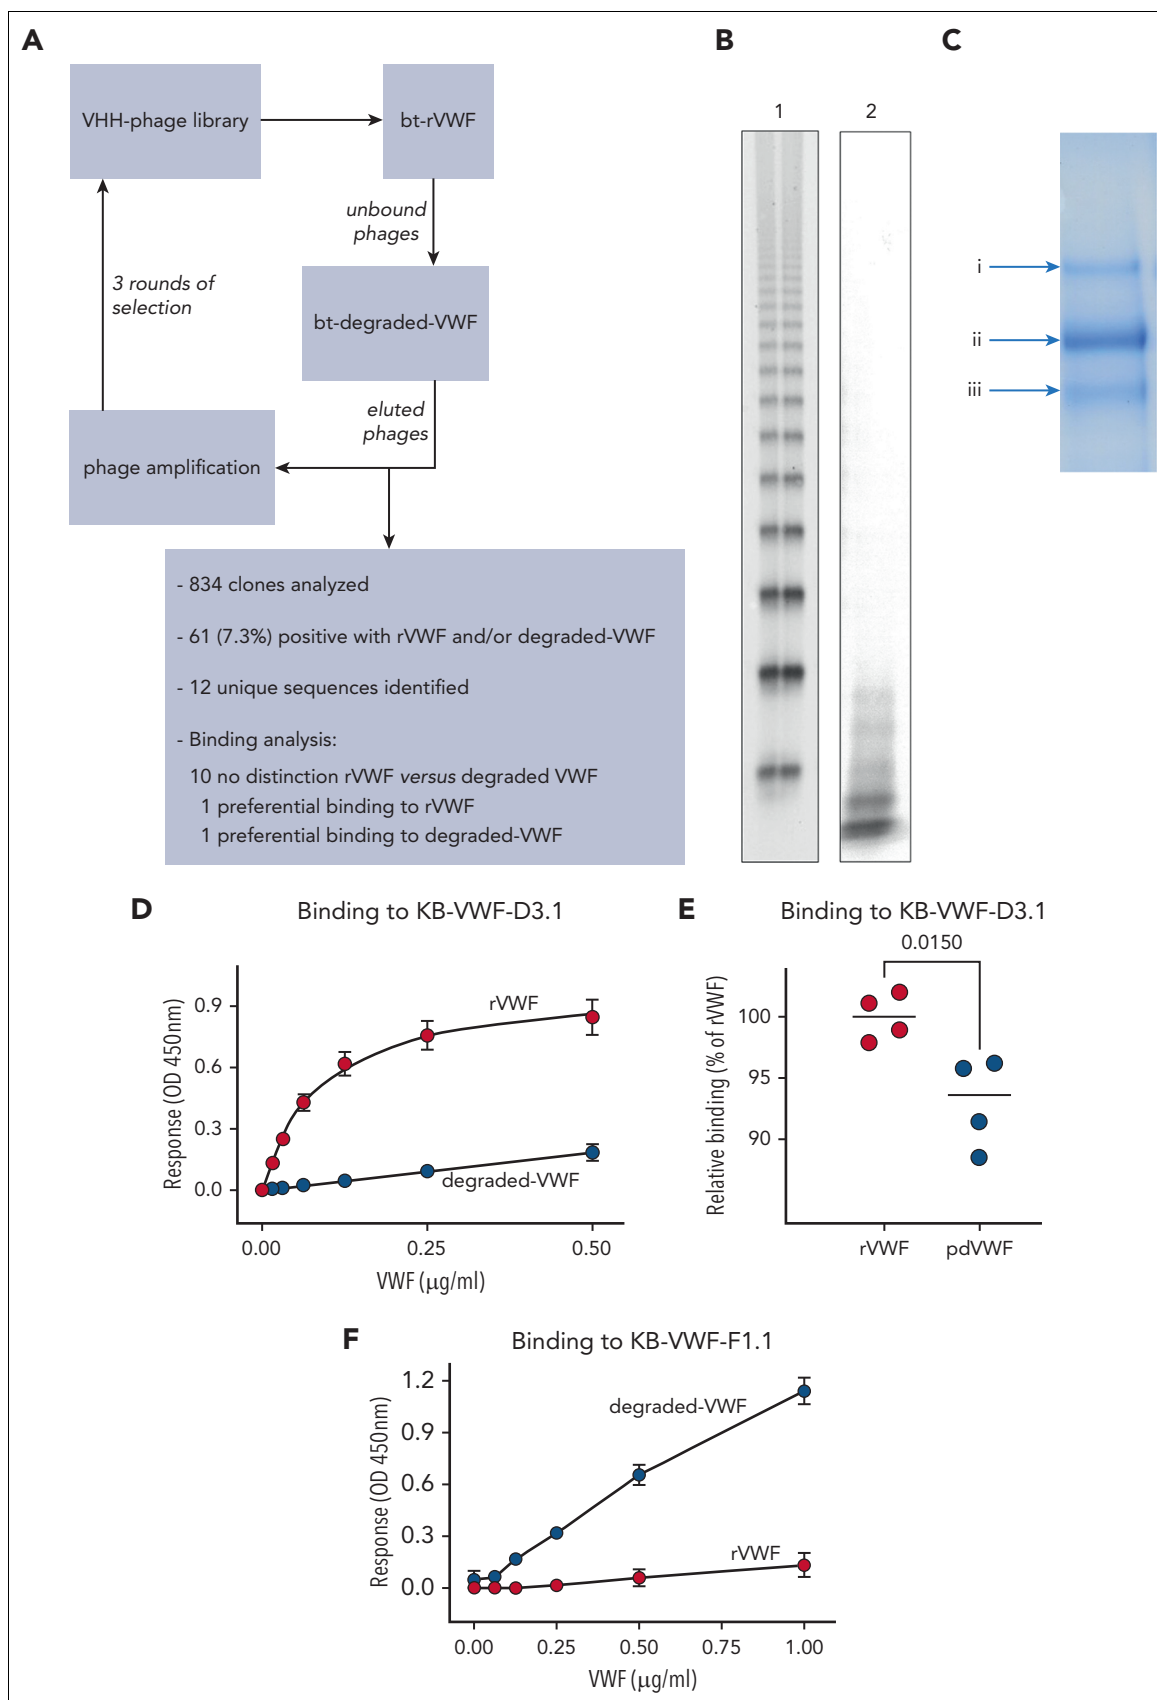 A
VHH-phage library
bt-rVWF
unbound
phages
3 rounds of
selection
bt-degraded-VWF
eluted
phages
phage amplification
- 834 clones analyzed
- 61 (7.3%) positive with rVWF and/or degraded-VWF
- 12 unique sequences identified
- Binding analysis:
10 no distinction rVWF versus degraded VWF
1 preferential binding to rVWF
1 preferential binding to degraded-VWF
B
1 2
C
i
ii
iii
D
Binding to KB-VWF-D3.1
Response (OD 450nm)
0.9
0.6
0.3
0.0
rVWF
degraded-VWF
0.00 0.25 0.50
VWF (μg/ml)
E
Binding to KB-VWF-D3.1
0.0150
Relative binding (% of rVWF)
100
95
90
rVWF pdVWF
F
Binding to KB-VWF-F1.1
Response (OD 450nm)
1.2
0.9
0.6
0.3
0.0
degraded-VWF
rVWF
0.00 0.25 0.50 0.75 1.00
VWF (μg/ml)